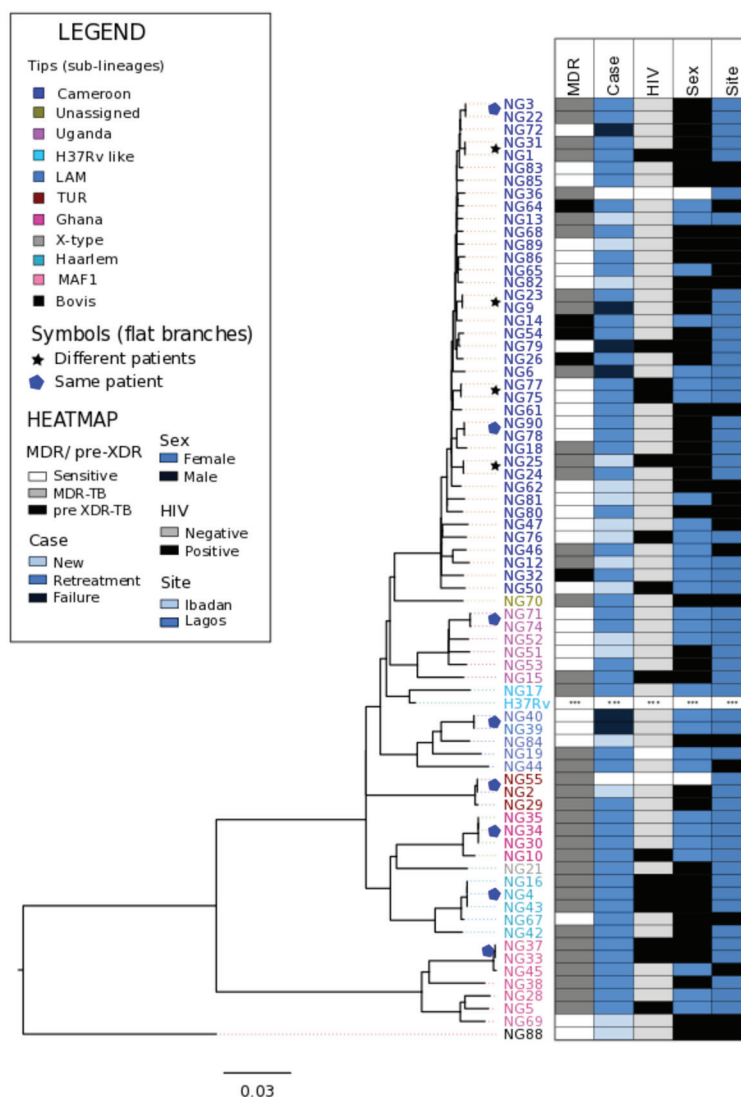 LEGEND
Tips (sub-lineages)
Cameroon
Unassigned
Uganda
H37Rv like
LAM
TUR
Ghana
X-type
Haarlem
MAF1
Bovis
Symbols (flat branches)
Different patients
Same patient
HEATMAP
MDR/ pre-XDR
Sensitive
MDR-TB
pre XDR-TB
Case
New
Retreatment
Failure
Sex
Female
Male
HIV
Negative
Positive
Site
Ibadan
Lagos
MDR
Case
HIV
Sex
Site
NG3
NG22
NG72
NG31
NG1
NG83
NG85
NG36
NG64
NG13
NG68
NG89
NG86
NG65
NG82
NG23
NG9
NG14
NG54
NG79
NG26
NG6
NG77
NG75
NG61
NG90
NG78
NG18
NG25
NG24
NG62
NG81
NG80
NG47
NG76
NG46
NG12
NG32
NG50
NG70
NG71
NG74
NG52
NG51
NG53
NG15
NG17
H37Rv *** *** *** *** ***
NG40
NG39
NG84
NG19
NG44
NG55
NG2
NG29
NG35
NG34
NG30
NG10
NG21
NG16
NG4
NG43
NG67
NG42
NG37
NG33
NG45
NG38
NG28
NG5
NG69
NG88
0.03